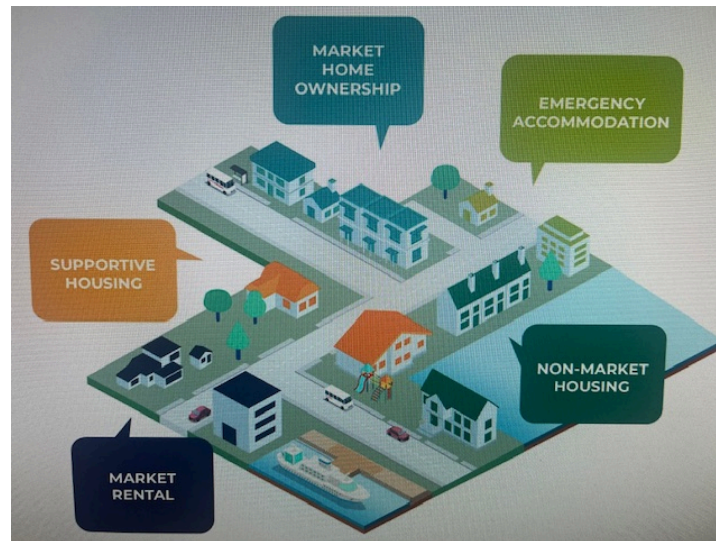 MARKET
HOME
OWNERSHIP
EMERGENCY
ACCOMMODATION
SUPPORTIVE
HOUSING
NON-MARKET
HOUSING
MARKET
RENTAL